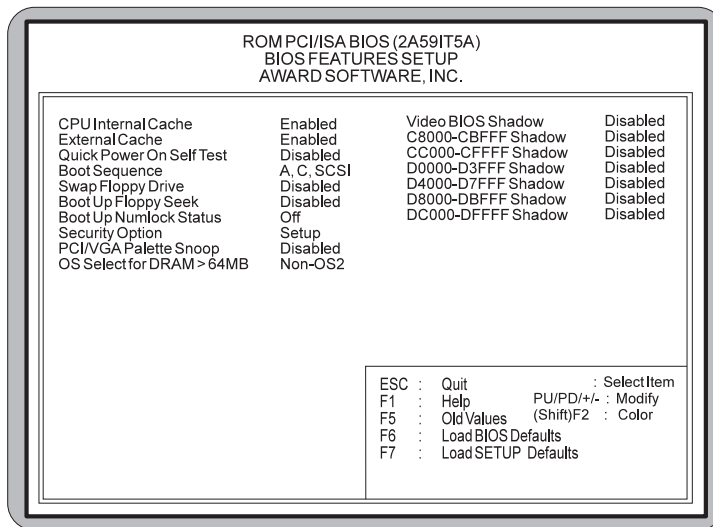 ROM PCI/ISA BIOS (2A59IT5A)
BIOS FEATURES SETUP
AWARD SOFTWARE, INC.
CPU Internal Cache Enabled
External Cache Enabled
Quick Power On Self Test Disabled
Boot Sequence A, C, SCSI
Swap Floppy Drive Disabled
Boot Up Floppy Seek Disabled
Boot Up Numlock Status Off
Security Option Setup
PCI/VGA Palette Snoop Disabled
OS Select for DRAM > 64MB Non-OS2
Video BIOS Shadow Disabled
C8000-CBFFF Shadow Disabled
CC000-CFFFF Shadow Disabled
D0000-D3FFF Shadow Disabled
D4000-D7FFF Shadow Disabled
D8000-DBFFF Shadow Disabled
DC000-DFFFF Shadow Disabled
ESC : Quit : Select Item
F1 : Help PU/PD/+/- : Modify
F5 : Old Values (Shift)F2 : Color
F6 : Load BIOS Defaults
F7 : Load SETUP Defaults